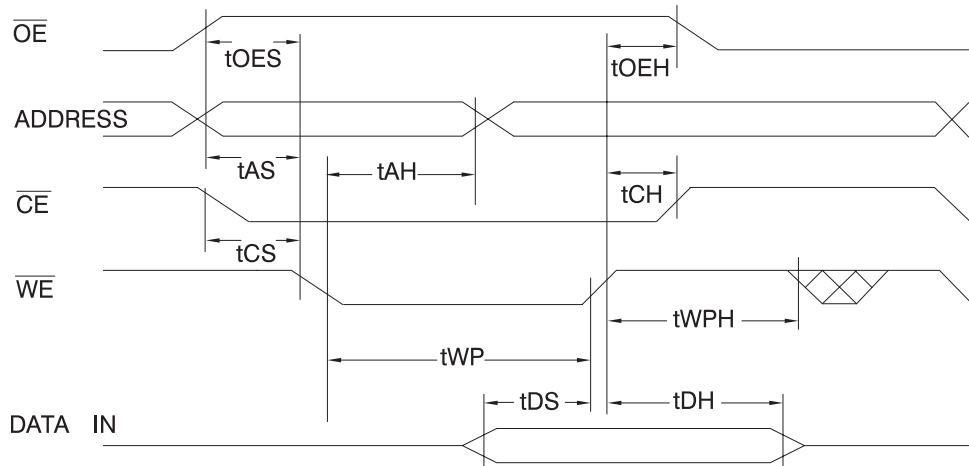 OE
tOES
tOEH
ADDRESS
tAS
tAH
tCH
CE
tCS
WE
tWPH
tWP
tDS
tDH
DATA IN